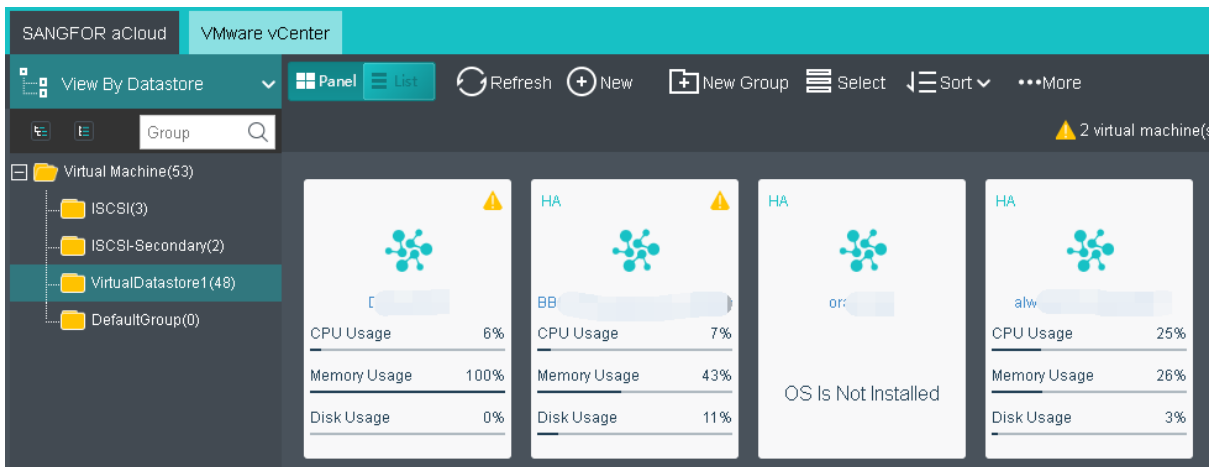 SANGFOR aCloud VMware vCenter
View By Datastore Panel List Refresh New New Group Select Sort •••More
Group 2 virtual machine(s
Virtual Machine(53)
ISCSI(3)
ISCSI-Secondary(2)
VirtualDatastore1(48)
DefaultGroup(0)
BB
CPU Usage 6%
Memory Usage 100%
Disk Usage 0%
HA
CPU Usage 7%
Memory Usage 43%
Disk Usage 11%
HA
OS Is Not Installed
HA
alw
CPU Usage 25%
Memory Usage 26%
Disk Usage 3%